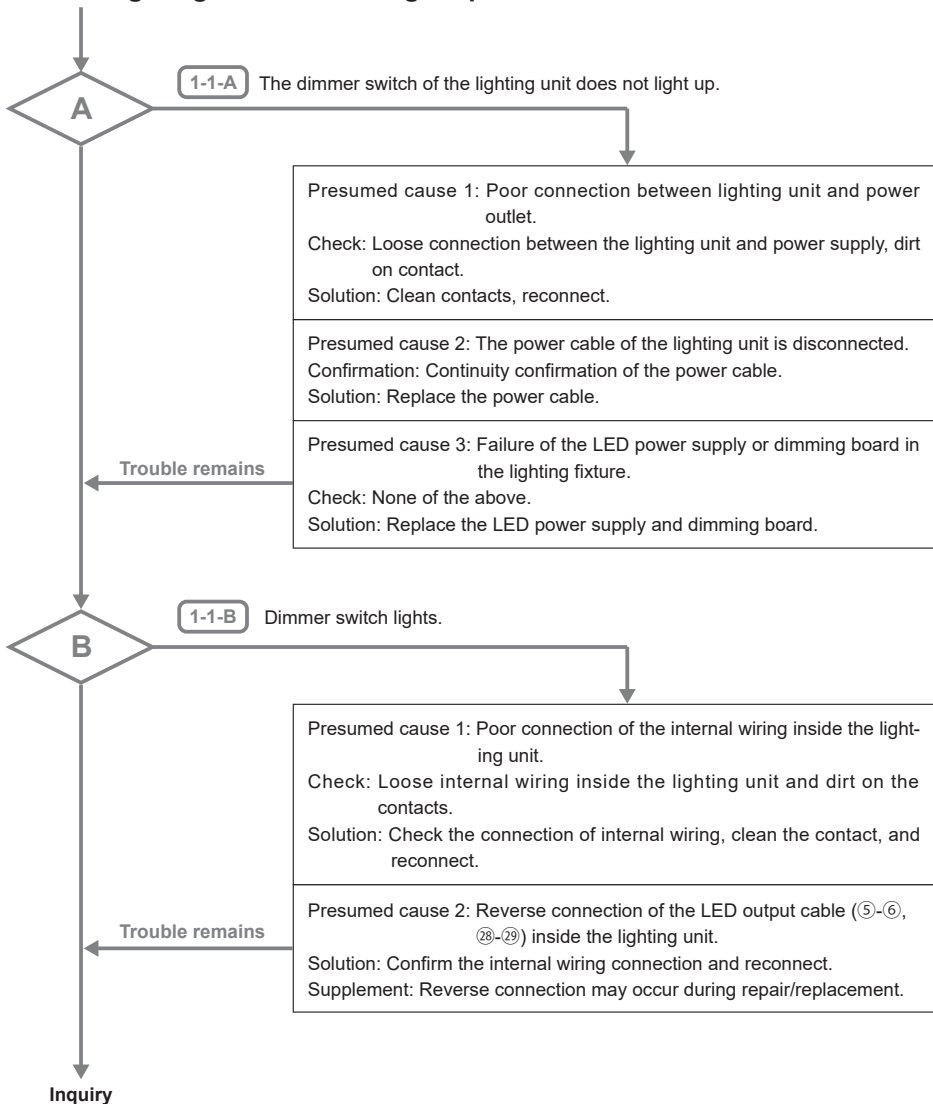 A
1-1-A The dimmer switch of the lighting unit does not light up.
Presumed cause 1: Poor connection between lighting unit and power
outlet.
Check: Loose connection between the lighting unit and power supply, dirt
on contact.
Solution: Clean contacts, reconnect.
Presumed cause 2: The power cable of the lighting unit is disconnected.
Confirmation: Continuity confirmation of the power cable.
Solution: Replace the power cable.
Presumed cause 3: Failure of the LED power supply or dimming board in
the lighting fixture.
Check: None of the above.
Solution: Replace the LED power supply and dimming board.
Trouble remains
B
1-1-B Dimmer switch lights.
Presumed cause 1: Poor connection of the internal wiring inside the light-
ing unit.
Check: Loose internal wiring inside the lighting unit and dirt on the
contacts.
Solution: Check the connection of internal wiring, clean the contact, and
reconnect.
Presumed cause 2: Reverse connection of the LED output cable (⑤-⑥,
㉘-㉙) inside the lighting unit.
Solution: Confirm the internal wiring connection and reconnect.
Supplement: Reverse connection may occur during repair/replacement.
Trouble remains
Inquiry